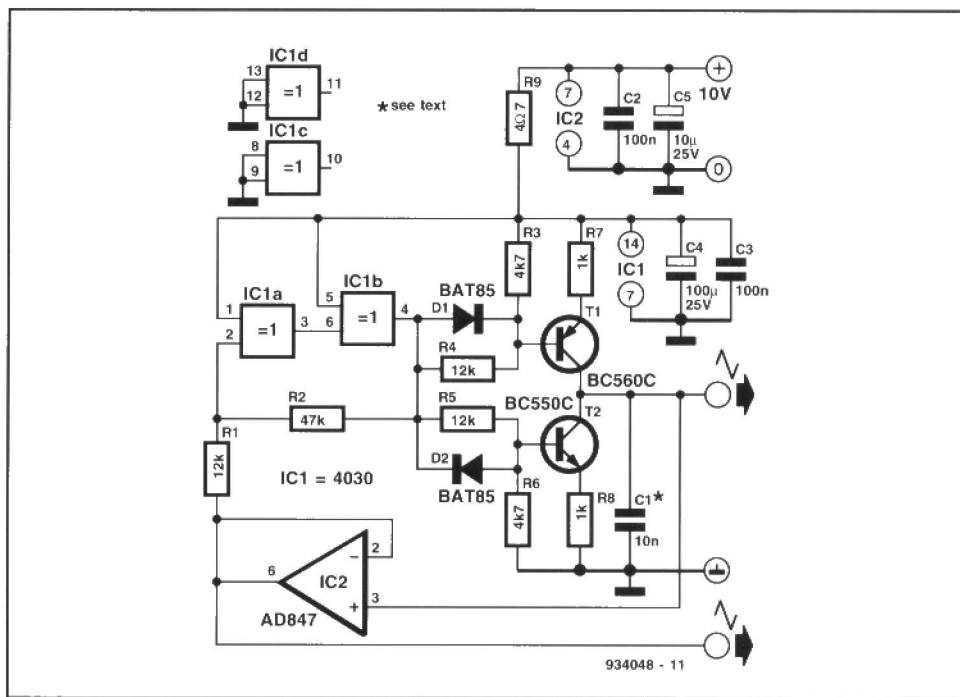 IC1d
13
12
=1
11
IC1c
8
9
=1
10
* see text
R9
4Ω7
7
IC2
4
C2
100n
C5
10μ
25V
+
10V
0
R3
4k7
R7
1k
14
IC1
7
C4
100μ
25V
C3
100n
IC1a
1
2
=1
3
IC1b
5
6
=1
4
BAT85
D1
T1
R4
12k
BC560C
R2
47k
R5
12k
BC550C
T2
R1
12k
IC1 = 4030
D2
BAT85
R6
4k7
R8
1k
C1*
10n
2
−
6
IC2
+
3
AD847
934048 - 11